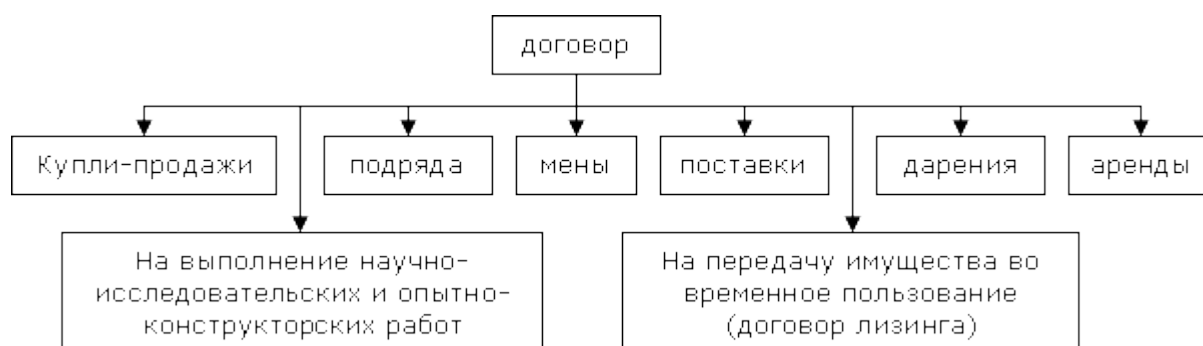 договор
Купли-продажи
подряда
мены
поставки
дарения
аренды
На выполнение научно-
исследовательских и опытно-
конструкторских работ
На передачу имущества во
временное пользование
(договор лизинга)